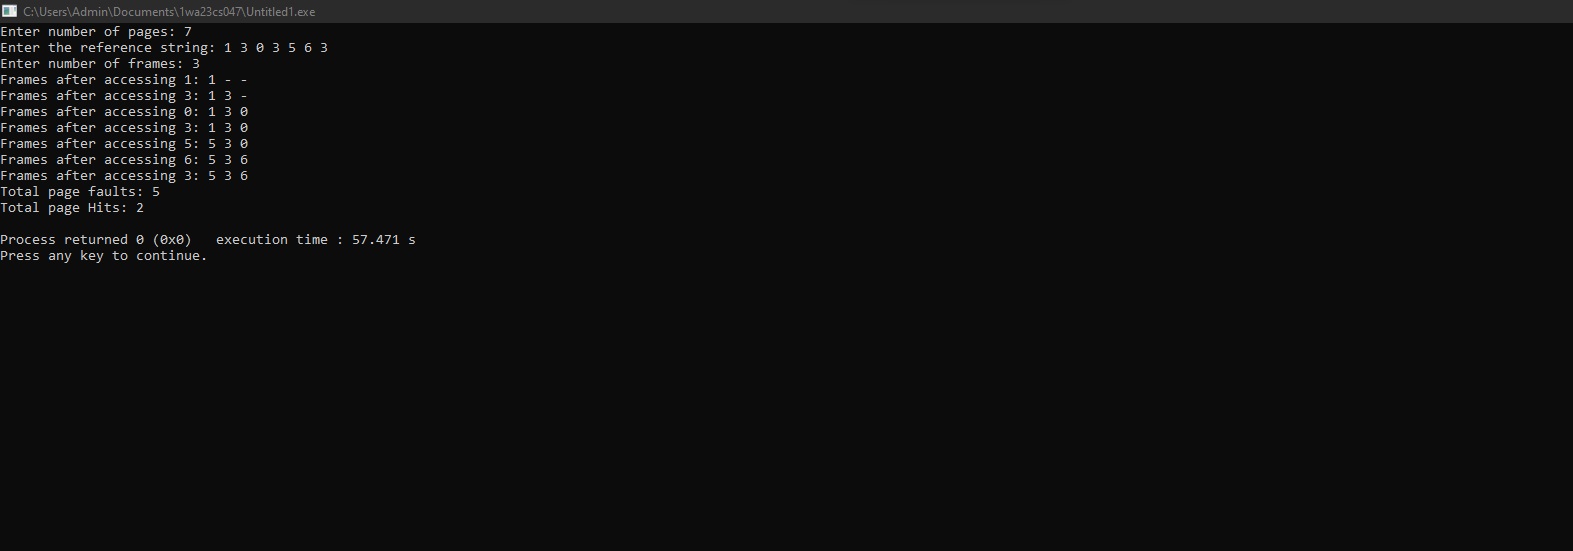 C:\Users\Admin\Documents\1wa23cs047\Untitled1.exe
Enter number of pages: 7
Enter the reference string: 1 3 0 3 5 6 3
Enter number of frames: 3
Frames after accessing 1: 1 - -
Frames after accessing 3: 1 3 -
Frames after accessing 0: 1 3 0
Frames after accessing 3: 1 3 0
Frames after accessing 5: 5 3 0
Frames after accessing 6: 5 3 6
Frames after accessing 3: 5 3 6
Total page faults: 5
Total page Hits: 2

Process returned 0 (0x0)   execution time : 57.471 s
Press any key to continue.